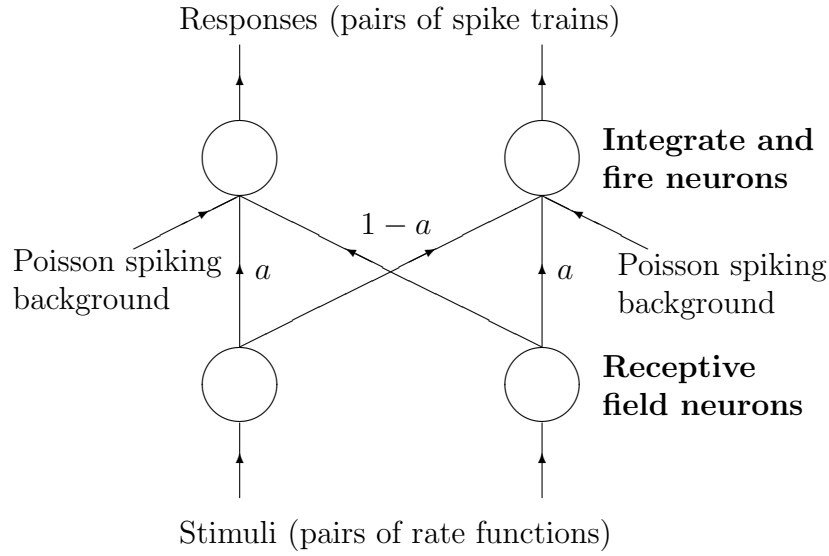 Responses (pairs of spike trains)
Integrate and
fire neurons
1 − a
Poisson spiking
background
a
a
Poisson spiking
background
Receptive
field neurons
Stimuli (pairs of rate functions)